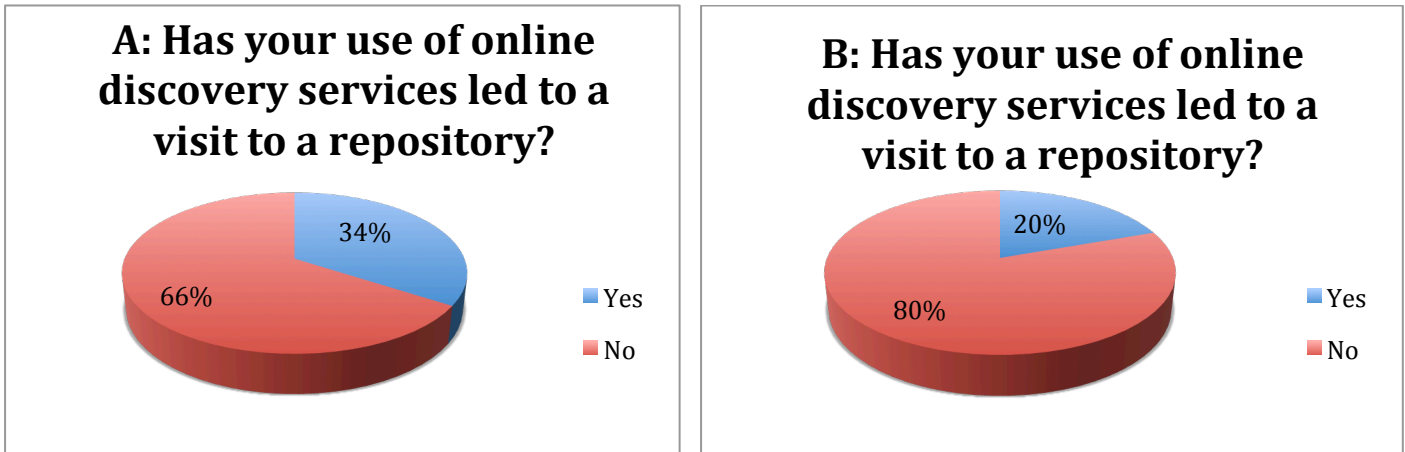 A: Has your use of online
discovery services led to a
visit to a repository?
34%
66%
Yes
No
B: Has your use of online
discovery services led to a
visit to a repository?
20%
80%
Yes
No